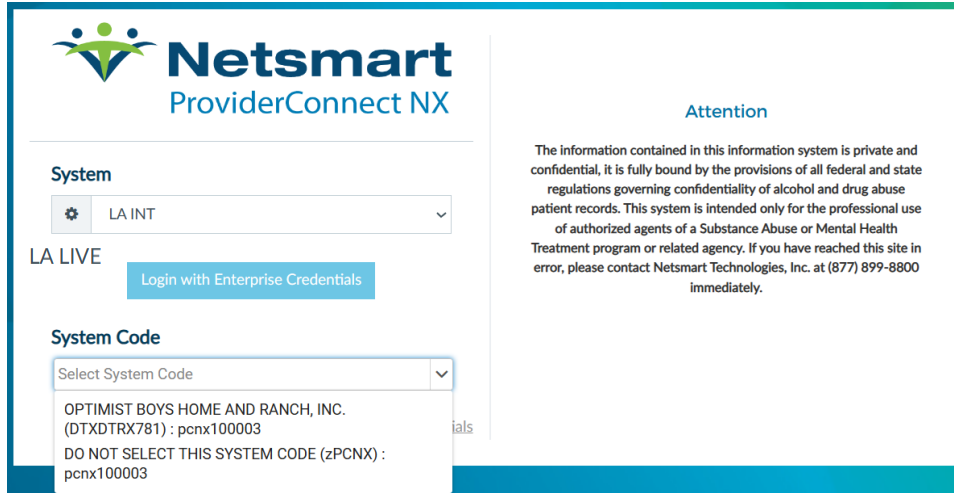 Netsmart
ProviderConnect NX
System
LA INT
LA LIVE
Login with Enterprise Credentials
System Code
Select System Code
OPTIMIST BOYS HOME AND RANCH, INC.
(DTXDTRX781) : pcnx100003
DO NOT SELECT THIS SYSTEM CODE (zPCNX) :
pcnx100003
Attention
The information contained in this information system is private and
confidential, it is fully bound by the provisions of all federal and state
regulations governing confidentiality of alcohol and drug abuse
patient records. This system is intended only for the professional use
of authorized agents of a Substance Abuse or Mental Health
Treatment program or related agency. If you have reached this site in
error, please contact Netsmart Technologies, Inc. at (877) 899-8800
immediately.